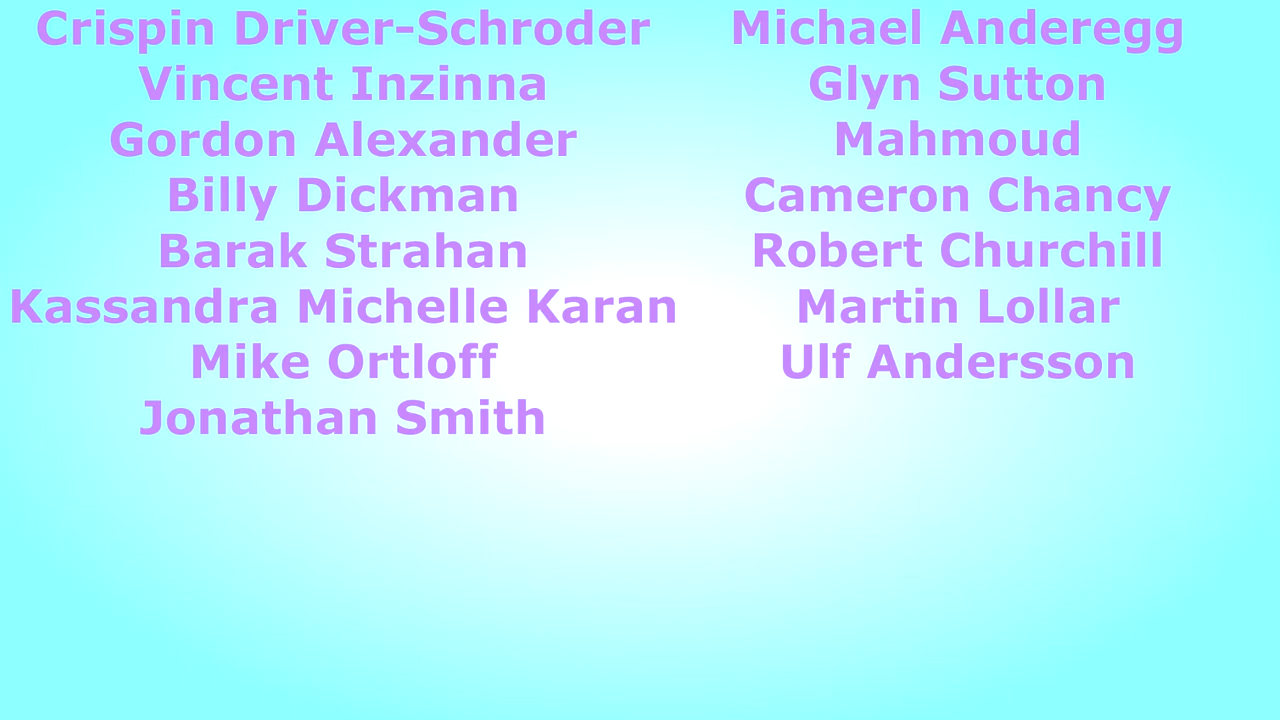 Crispin Driver-Schroder
Vincent Inzinna
Gordon Alexander
Billy Dickman
Barak Strahan
Kassandra Michelle Karan
Mike Ortloff
Jonathan Smith
Michael Anderegg
Glyn Sutton
Mahmoud
Cameron Chancy
Robert Churchill
Martin Lollar
Ulf Andersson